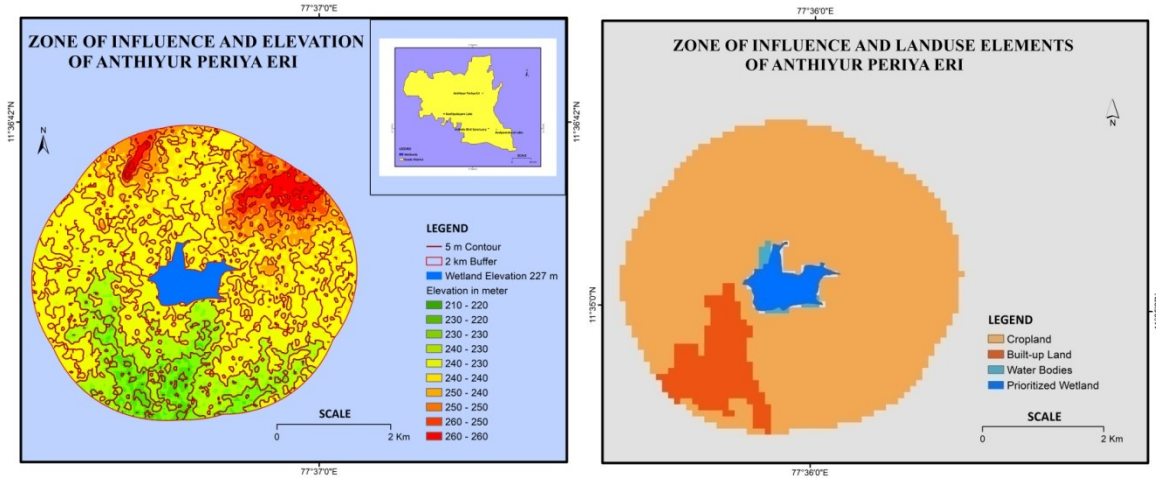 77°37'0"E
ZONE OF INFLUENCE AND ELEVATION
OF ANTHIYUR PERIYA ERI
11°36'42"N
N
LEGEND
SCALE
LEGEND
5 m Contour
2 km Buffer
Wetland Elevation 227 m
Elevation in meter
210 - 220
230 - 220
230 - 230
240 - 230
230 - 230
240 - 240
250 - 240
250 - 250
260 - 250
260 - 260
SCALE
0 2 Km
11°36'42"N
77°37'0"E
77°36'0"E
ZONE OF INFLUENCE AND LANDUSE ELEMENTS
OF ANTHIYUR PERIYA ERI
N
11°35'0"N
LEGEND
Cropland
Built-up Land
Water Bodies
Prioritized Wetland
SCALE
0 2 Km
77°36'0"E